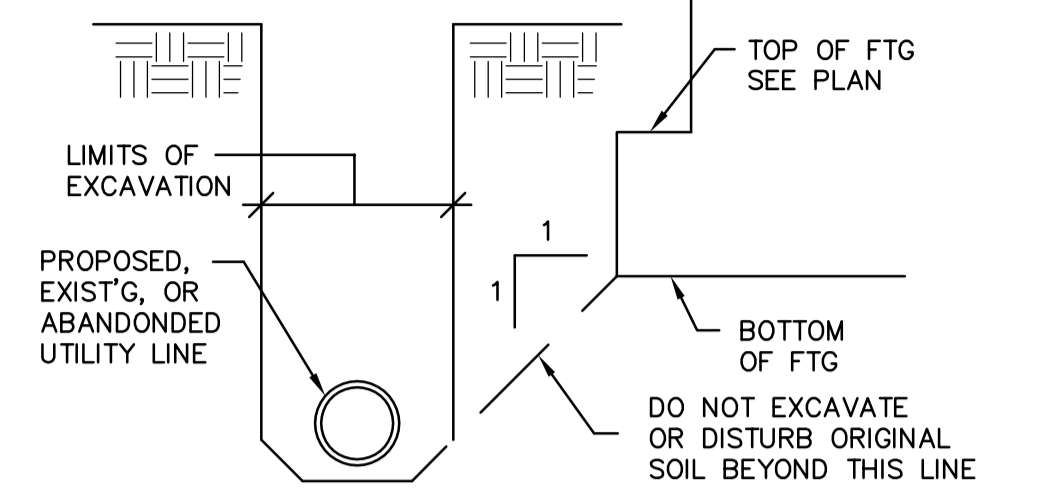 TOP OF FTG
SEE PLAN
LIMITS OF
EXCAVATION
1
1
PROPOSED,
EXIST'G, OR
ABANDONDED
UTILITY LINE
BOTTOM
OF FTG
DO NOT EXCAVATE
OR DISTURB ORIGINAL
SOIL BEYOND THIS LINE